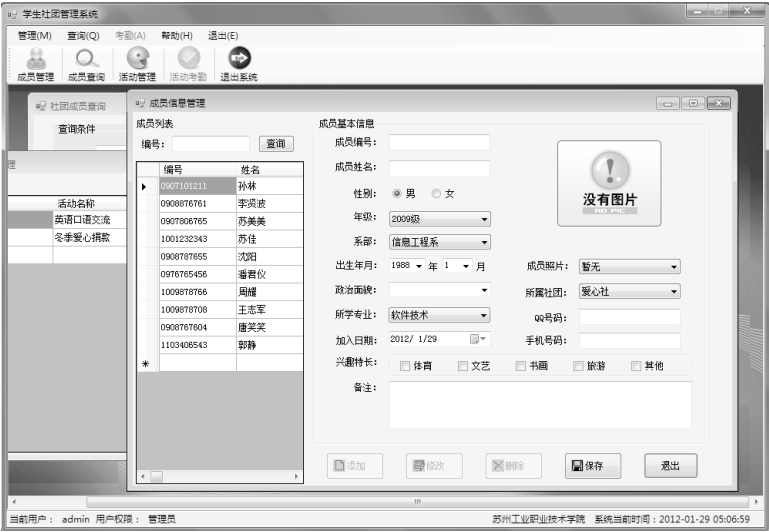 学生社团管理系统
管理(M) 查询(Q) 考勤(A) 帮助(H) 退出(E)
成员管理 成员查询 活动管理 活动考勤 退出系统
社团成员查询
查询条件
理
活动名称
英语口语交流
冬季爱心捐款
成员信息管理
成员列表
编号： 查询
编号 姓名
0907101211 孙林
0908876761 李贤波
0907806765 苏美美
1001232343 苏佳
0908787655 沈阳
0976765456 潘君仪
1009878766 周耀
1009878708 王志军
0908767604 唐笑笑
1103406543 郭静
成员基本信息
成员编号：
成员姓名：
性别： 男 女
年级： 2009级
系部： 信息工程系
出生年月： 1988 年 1 月
政治面貌：
所学专业： 软件技术
加入日期： 2012/ 1/29
没有图片
NO PIC
成员照片： 暂无
所属社团： 爱心社
QQ号码：
手机号码：
兴趣特长： 体育 文艺 书画 旅游 其他
备注：
添加 修改 删除 保存 退出
当前用户： admin 用户权限： 管理员 苏州工业职业技术学院 系统当前时间：2012-01-29 05:06:59